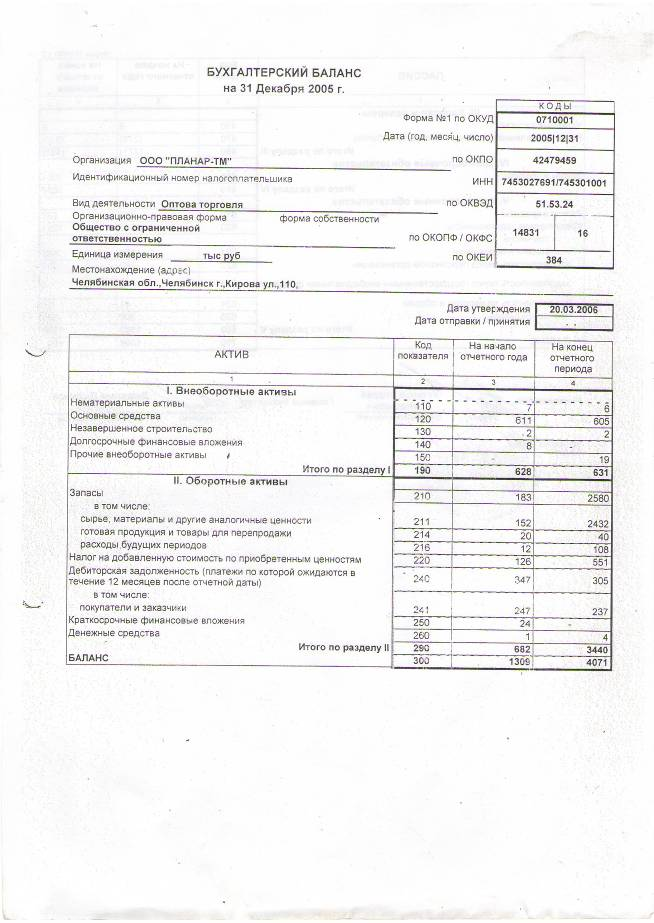 БУХГАЛТЕРСКИЙ БАЛАНС
на 31 Декабря 2005 г.
КОДЫ
Форма №1 по ОКУД 0710001
Дата (год, месяц, число) 2005|12|31
Организация ООО "ПЛАНАР-ТМ" по ОКПО 42479459
Идентификационный номер налогоплательшика ИНН 7453027691/745301001
Вид деятельности Оптова торговля по ОКВЭД 51.53.24
Организационно-правовая форма форма собственности
Общество с ограниченной
ответственностью по ОКОПФ / ОКФС 14831 16
Единица измерения тыс руб по ОКЕИ 384
Местонахождение (адрес)
Челябинская обл.,Челябинск г.,Кирова ул.,110,
Дата утверждения 20.03.2006
Дата отправки / принятия . .
АКТИВ Код показателя На начало отчетного года На конец отчетного периода
1 2 3 4
I. Внеоборотные активы
Нематериальные активы 110 7 6
Основные средства 120 611 605
Незавершенное строительство 130 2 2
Долгосрочные финансовые вложения 140 8 -
Прочие внеоборотные активы 150 - 19
Итого по разделу I 190 628 631
II. Оборотные активы
Запасы 210 183 2580
в том числе:
сырье, материалы и другие аналогичные ценности 211 152 2432
готовая продукция и товары для перепродажи 214 20 40
расходы будущих периодов 216 12 108
Налог на добавленную стоимость по приобретенным ценностям 220 126 551
Дебиторская задолженность (платежи по которой ожидаются в
течение 12 месяцев после отчетной даты) 240 347 305
в том числе:
покупатели и заказчики 241 247 237
Краткосрочные финансовые вложения 250 24 -
Денежные средства 260 1 4
Итого по разделу II 290 682 3440
БАЛАНС 300 1309 4071